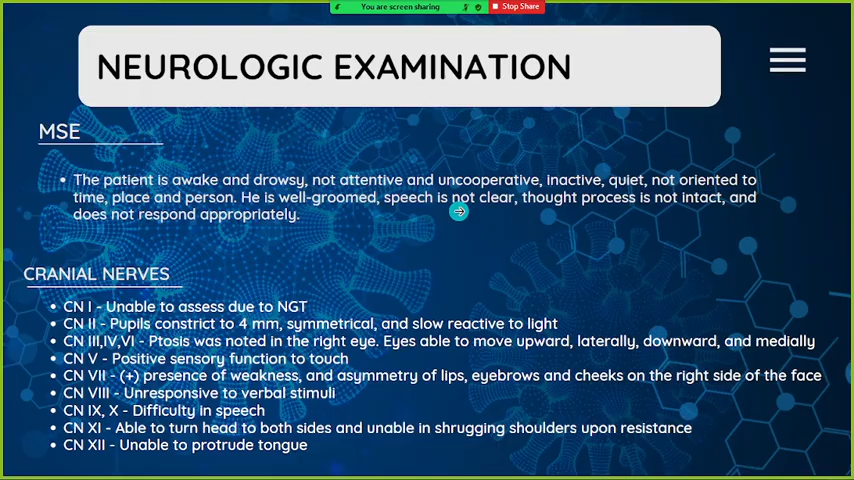 You are screen sharing
Stop Share
NEUROLOGIC EXAMINATION
MSE
• The patient is awake and drowsy, not attentive and uncooperative, inactive, quiet, not oriented to
time, place and person. He is well-groomed, speech is not clear, thought process is not intact, and
does not respond appropriately.
CRANIAL NERVES
• CN I - Unable to assess due to NGT
• CN II - Pupils constrict to 4 mm, symmetrical, and slow reactive to light
• CN III,IV,VI - Ptosis was noted in the right eye. Eyes able to move upward, laterally, downward, and medially
• CN V - Positive sensory function to touch
• CN VII - (+) presence of weakness, and asymmetry of lips, eyebrows and cheeks on the right side of the face
• CN VIII - Unresponsive to verbal stimuli
• CN IX, X - Difficulty in speech
• CN XI - Able to turn head to both sides and unable in shrugging shoulders upon resistance
• CN XII - Unable to protrude tongue